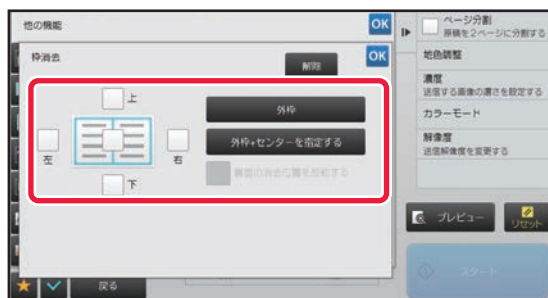 他の機能
OK
枠消去
解除
OK
上
左
右
下
外枠
外枠+センターを指定する
裏面の消去位置を反転する
戻る
ページ分割
原稿を2ページに分割する
地色調整
濃度
送信する画像の濃さを設定する
カラーモード
解像度
送信解像度を変更する
プレビュー
リセット
スタート